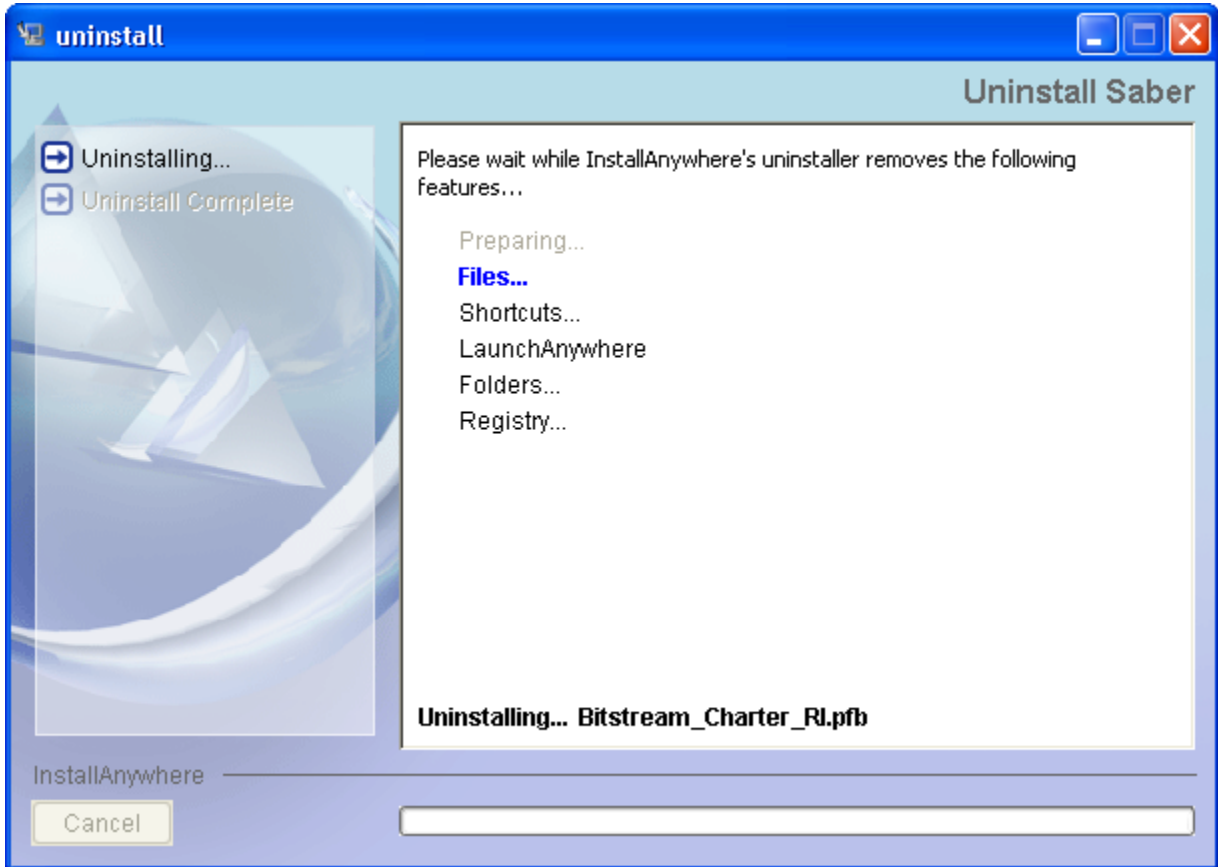 uninstall
Uninstall Saber
Uninstalling...
Uninstall Complete
Please wait while InstallAnywhere's uninstaller removes the following
features...
Preparing...
Files...
Shortcuts...
LaunchAnywhere
Folders...
Registry...
Uninstalling... Bitstream_Charter_RI.pfb
InstallAnywhere
Cancel